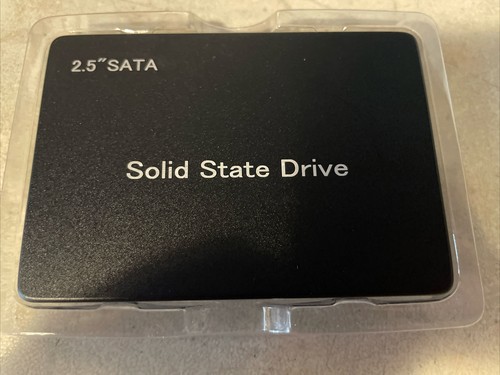 2.5"SATA
Solid State Drive